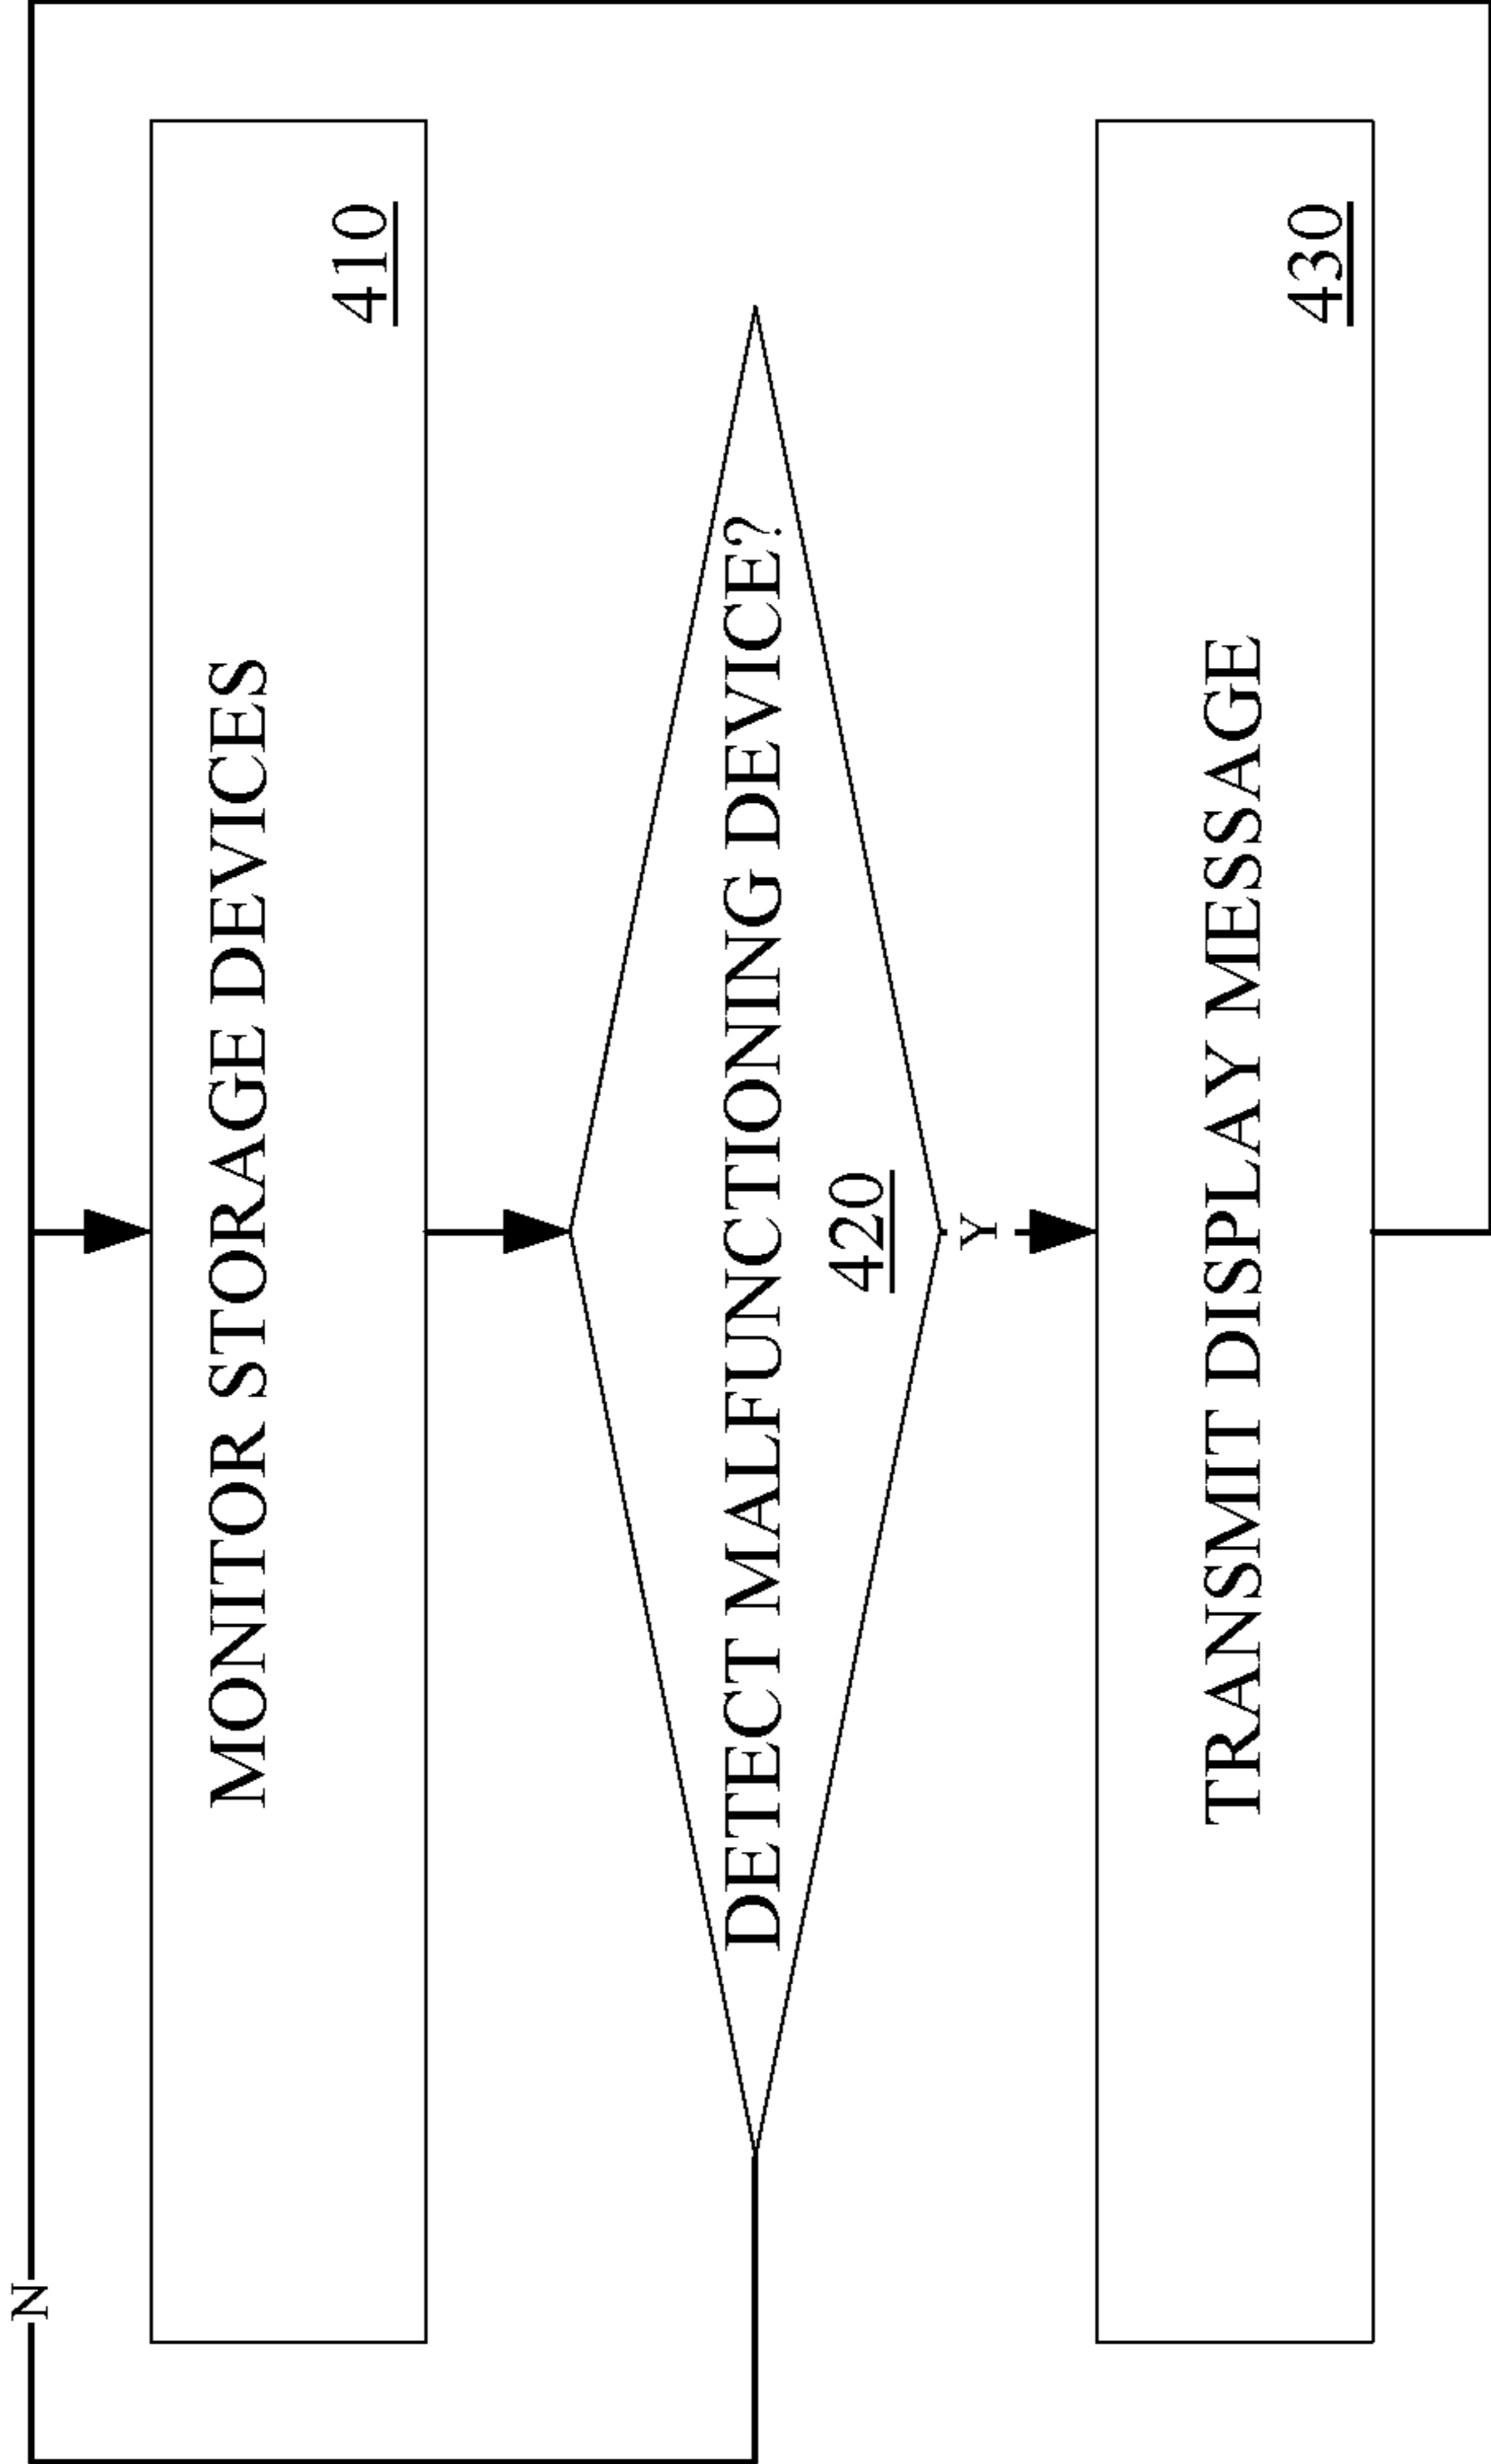 N
MONITOR STORAGE DEVICES
410
DETECT MALFUNCTIONING DEVICE?
420
Y
TRANSMIT DISPLAY MESSAGE
430